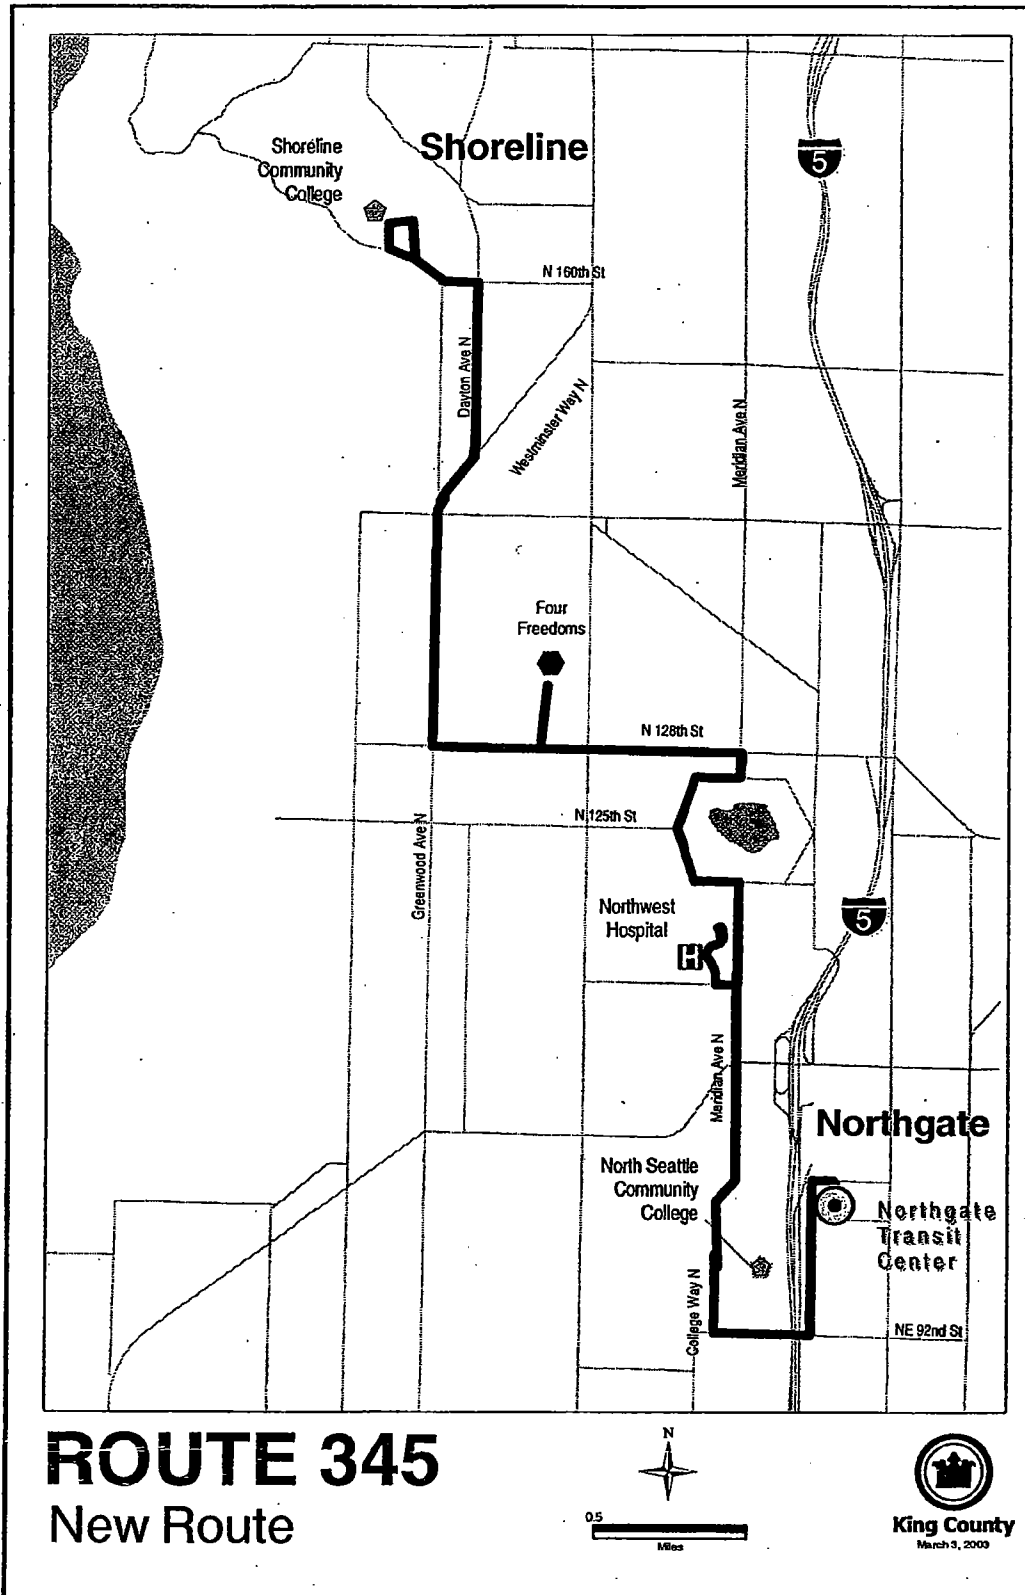 Shoreline
Community
College
Shoreline
5
N 160th St
Dayton Ave N
Westminster Way N
Meridian Ave N
Four
Freedoms
N 128th St
N 125th St
Greenwood Ave N
Northwest
Hospital
H
5
Meridian Ave N
Northgate
North Seattle
Community
College
Northgate
Transit
Center
College Way N
NE 92nd St
ROUTE 345
New Route
N
0.5
Miles
King County
March 3, 2003